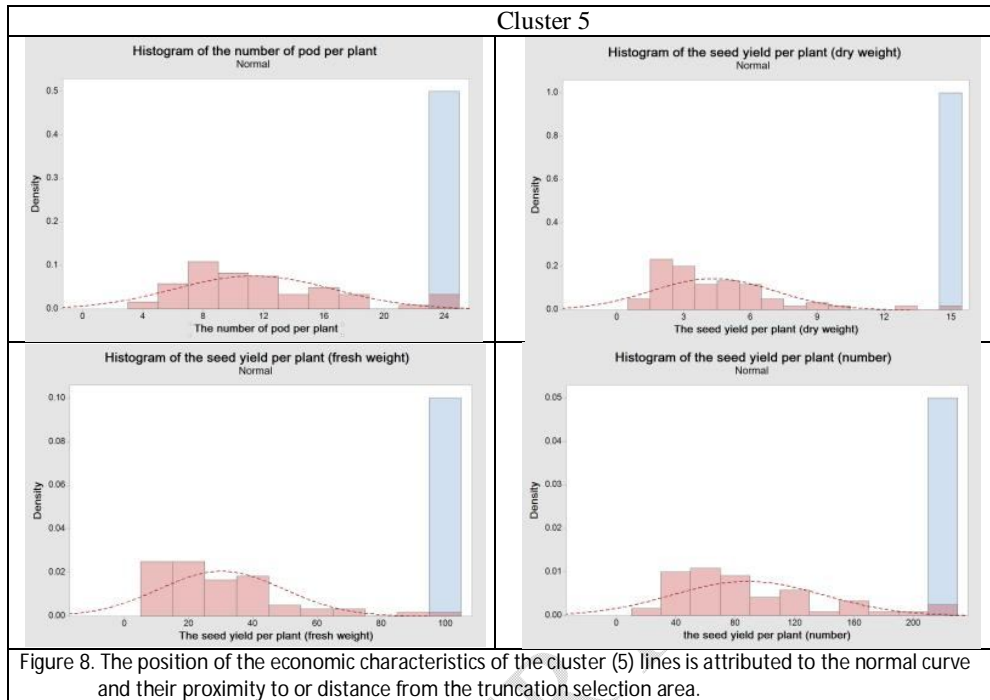 Cluster 5
Histogram of the number of pod per plant
Normal
Density
0.5
0.4
0.3
0.2
0.1
0.0
0 4 8 12 16 20 24
The number of pod per plant
Histogram of the seed yield per plant (dry weight)
Normal
Density
1.0
0.8
0.6
0.4
0.2
0.0
0 3 6 9 12 15
The seed yield per plant (dry weight)
Histogram of the seed yield per plant (fresh weight)
Normal
Density
0.10
0.08
0.06
0.04
0.02
0.00
0 20 40 60 80 100
The seed yield per plant (fresh weight)
Histogram of the seed yield per plant (number)
Normal
Density
0.05
0.04
0.03
0.02
0.01
0.00
0 40 80 120 160 200
the seed yield per plant (number)
Figure 8. The position of the economic characteristics of the cluster (5) lines is attributed to the normal curve
and their proximity to or distance from the truncation selection area.